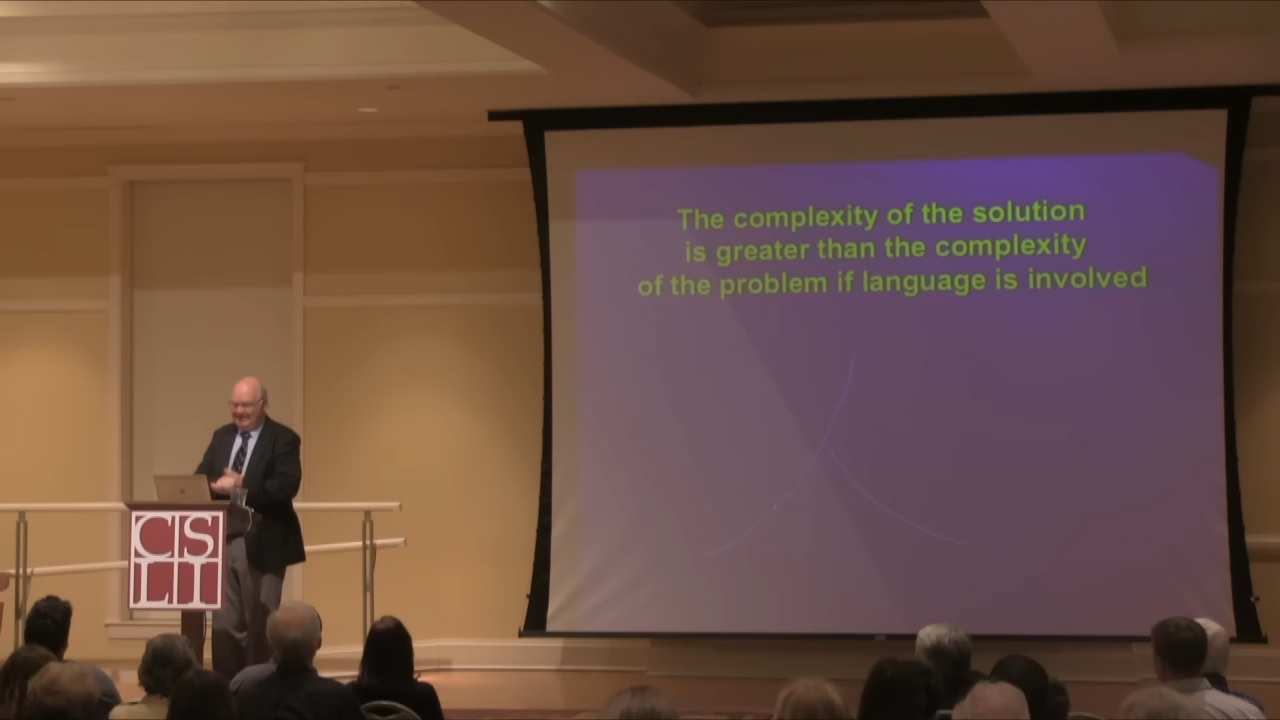 The complexity of the solution
is greater than the complexity
of the problem if language is involved
CS
LI